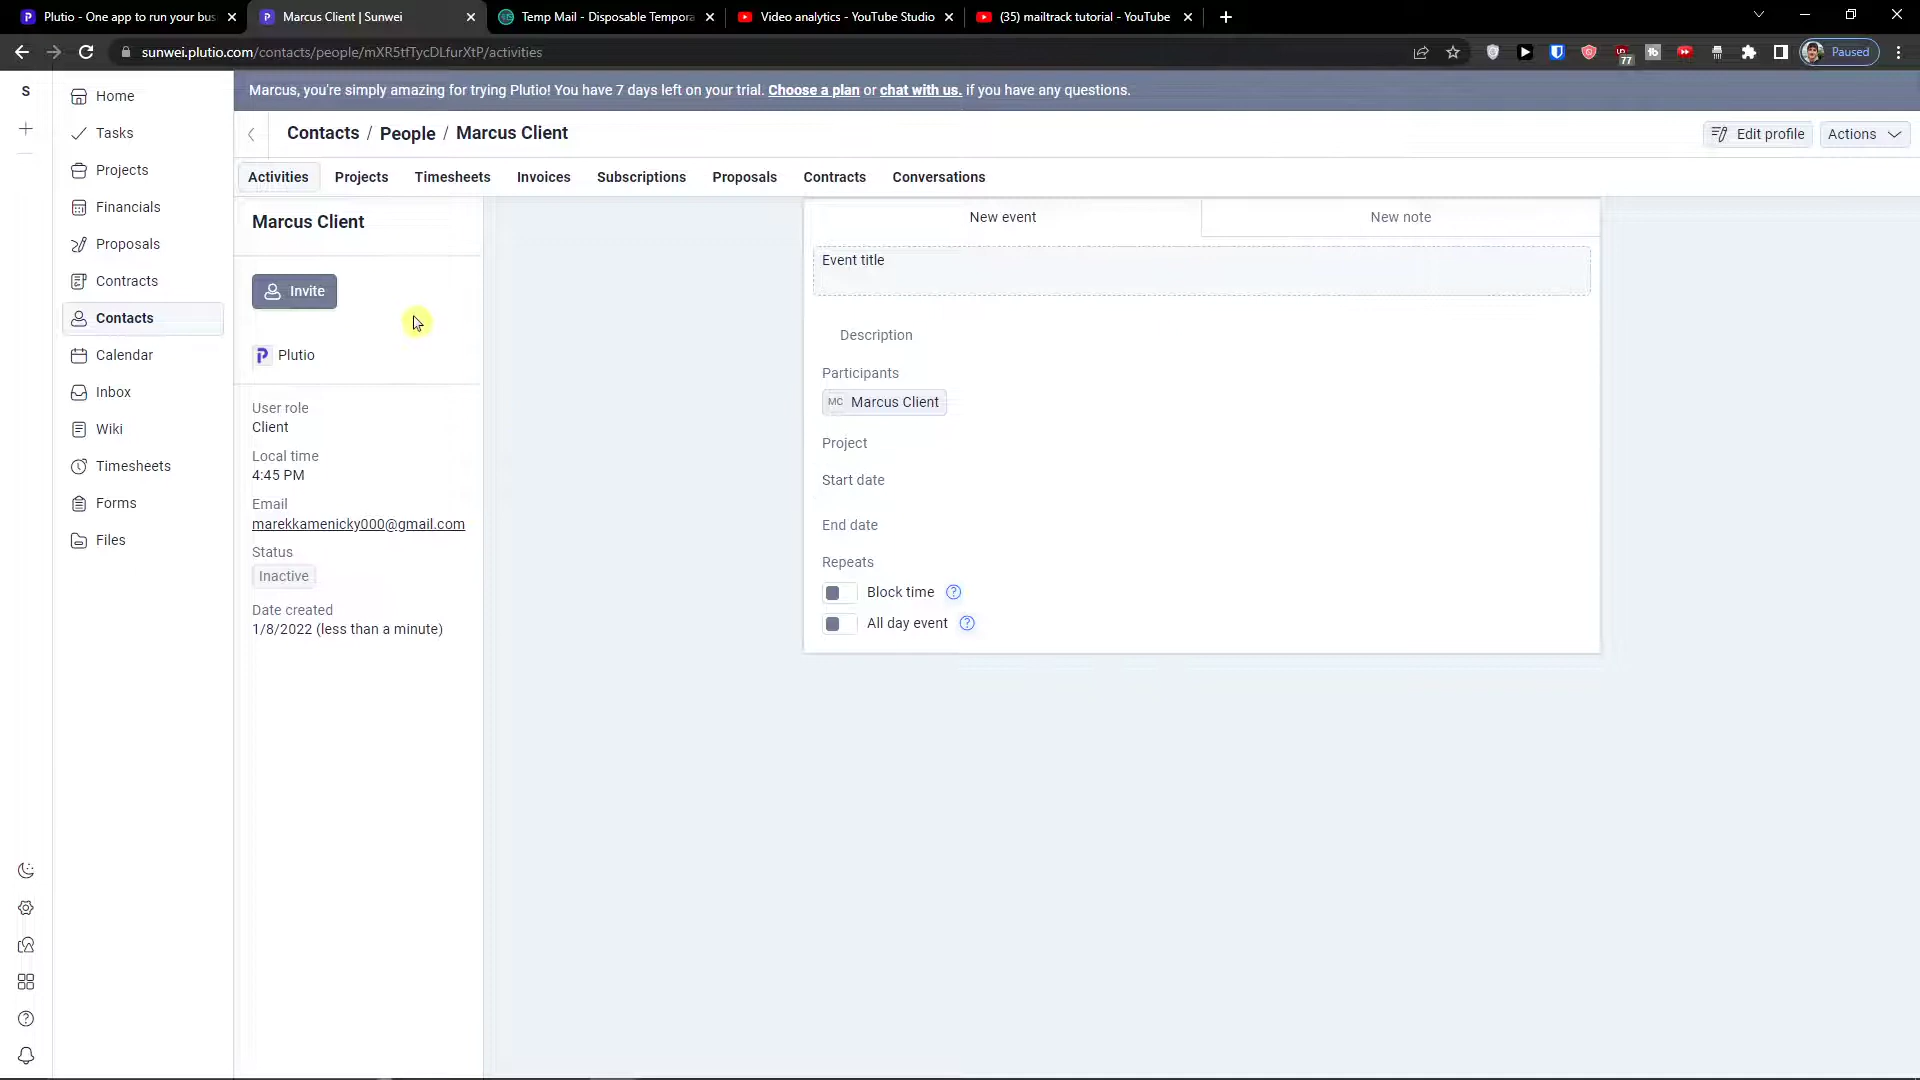 Plutio - One app to run your bus
Marcus Client | Sunwei
Temp Mail - Disposable Tempora
Video analytics - YouTube Studio
(35) mailtrack tutorial - YouTube
sunwei.plutio.com/contacts/people/mXR5tfTycDLfurXtP/activities
77
Paused
S
Home
Tasks
Projects
Financials
Proposals
Contracts
Contacts
Calendar
Inbox
Wiki
Timesheets
Forms
Files
Marcus, you're simply amazing for trying Plutio! You have 7 days left on your trial. Choose a plan or chat with us. if you have any questions.
Contacts / People / Marcus Client
Edit profile
Actions
Activities
Projects
Timesheets
Invoices
Subscriptions
Proposals
Contracts
Conversations
Marcus Client
Invite
Plutio
User role
Client
Local time
4:45 PM
Email
marekkamenicky000@gmail.com
Status
Inactive
Date created
1/8/2022 (less than a minute)
New event
New note
Event title
Description
Participants
MC Marcus Client
Project
Start date
End date
Repeats
Block time
All day event